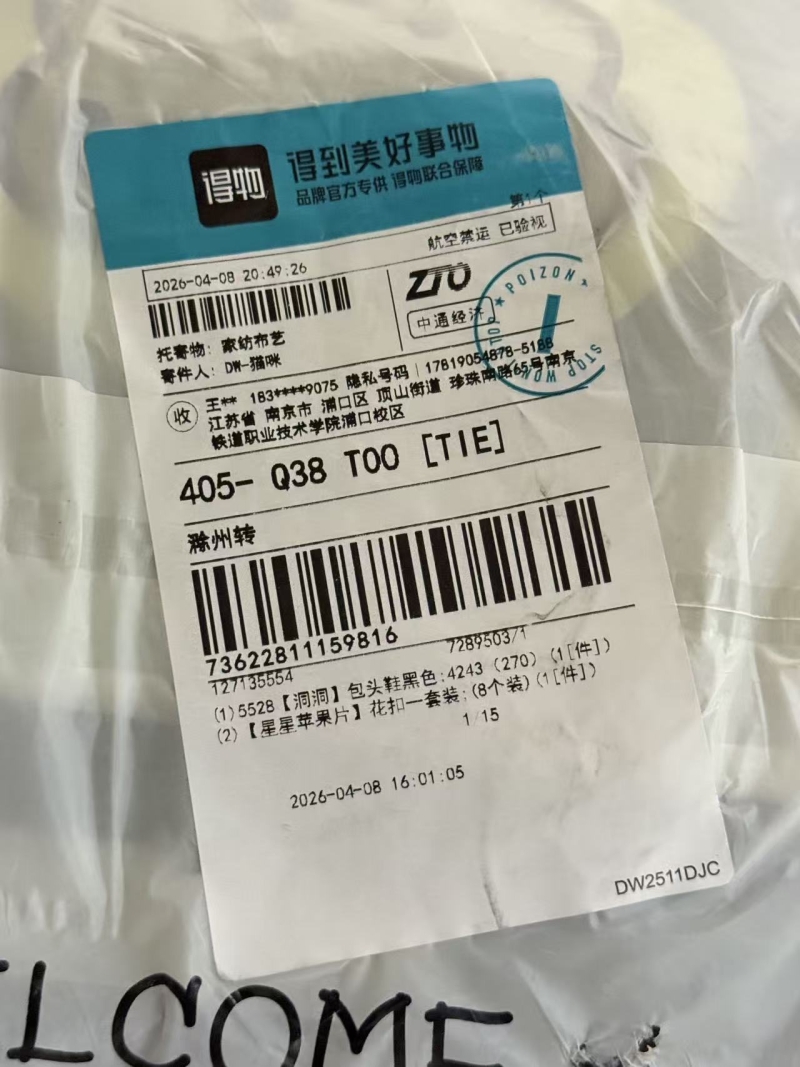 得物
得到美好事物
品牌官方专供 得物联合保障
第1个
航空禁运 已验视
2026-04-08 20:49:26
ZTO
中通经济
托寄物: 家纺布艺
寄件人: DW-猫咪
POIZON
STOP WON
收
王** 183****9075 隐私号码 | 17819054878-5188
江苏省 南京市 浦口区 顶山街道 珍珠南路65号南京
铁道职业技术学院浦口校区
405- Q38 T00 [TIE]
滁州转
73622811159816
7289503/1
127135554
(1)5528【洞洞】包头鞋黑色:4243 (270) (1[件])
(2)【星星苹果片】花扣一套装;(8个装)(1[件])
1/15
2026-04-08 16:01:05
DW2511DJC
LCOME